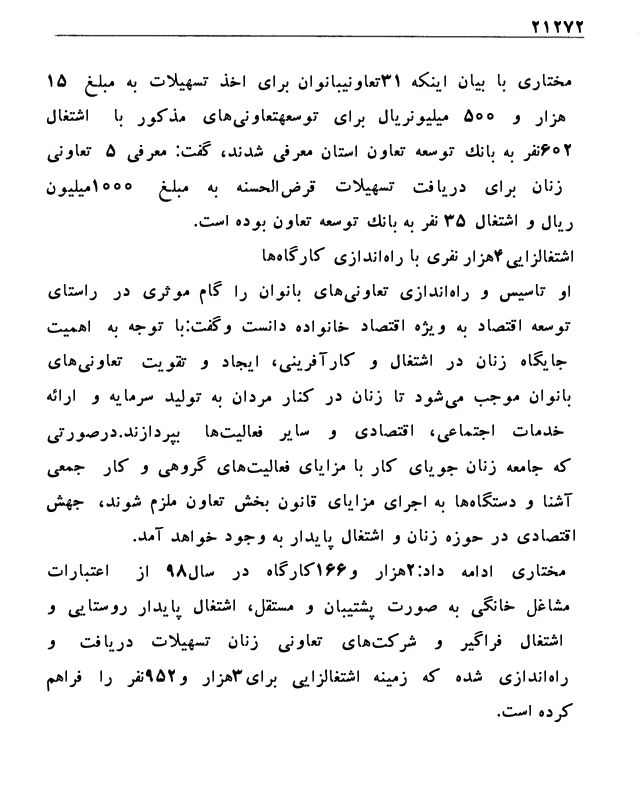 ۲۱۲۷۲
مختاری با بیان اینکه ۳۱تعاونیبانوان برای اخذ تسهیلات به مبلغ ۱۵
هزار و ۵۰۰ میلیونریال برای توسعهتعاونی‌های مذکور با اشتغال
۶۰۲نفر به بانک توسعه تعاون استان معرفی شدند، گفت: معرفی ۵ تعاونی
زنان برای دریافت تسهیلات قرض‌الحسنه به مبلغ ۱۰۰۰میلیون
ریال و اشتغال ۳۵ نفر به بانک توسعه تعاون بوده است.
اشتغالزایی۴هزار نفری با راه‌اندازی کارگاه‌ها
او تاسیس و راه‌اندازی تعاونی‌های بانوان را گام موثری در راستای
توسعه اقتصاد به ویژه اقتصاد خانواده دانست وگفت:با توجه به اهمیت
جایگاه زنان در اشتغال و کارآفرینی، ایجاد و تقویت تعاونی‌های
بانوان موجب می‌شود تا زنان در کنار مردان به تولید سرمایه و ارائه
خدمات اجتماعی، اقتصادی و سایر فعالیت‌ها بپردازند.درصورتی
که جامعه زنان جویای کار با مزایای فعالیت‌های گروهی و کار جمعی
آشنا و دستگاه‌ها به اجرای مزایای قانون بخش تعاون ملزم شوند، جهش
اقتصادی در حوزه زنان و اشتغال پایدار به وجود خواهد آمد.
مختاری ادامه داد:۲هزار و۱۶۶کارگاه در سال۹۸ از اعتبارات
مشاغل خانگی به صورت پشتیبان و مستقل، اشتغال پایدار روستایی و
اشتغال فراگیر و شرکت‌های تعاونی زنان تسهیلات دریافت و
راه‌اندازی شده که زمینه اشتغالزایی برای۳هزار و۹۵۲نفر را فراهم
کرده است.